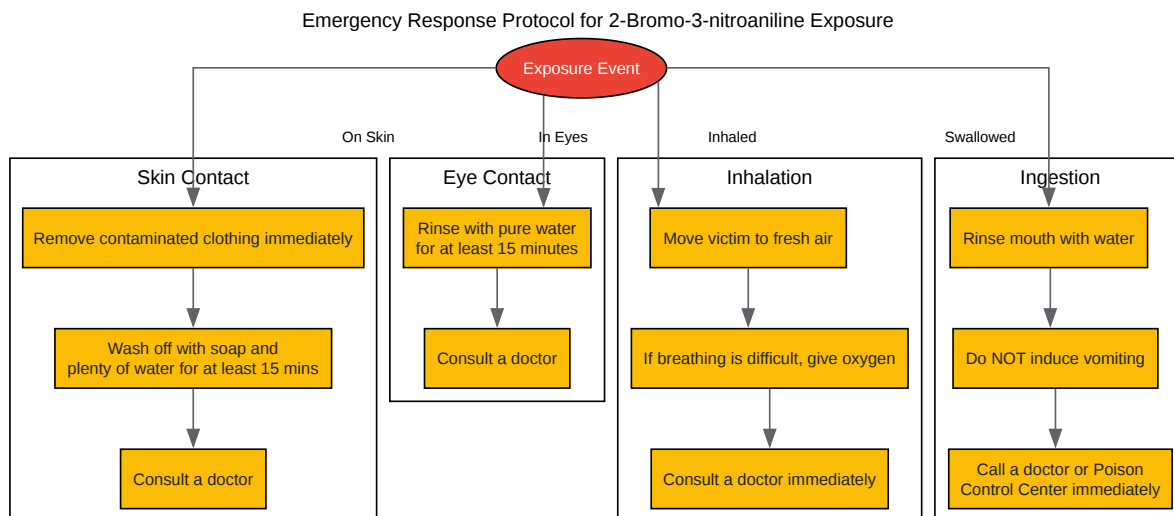 Emergency Response Protocol for 2-Bromo-3-nitroaniline Exposure
Exposure Event
On Skin
In Eyes
Inhaled
Swallowed
Skin Contact
Remove contaminated clothing immediately
Wash off with soap and
plenty of water for at least 15 mins
Consult a doctor
Eye Contact
Rinse with pure water
for at least 15 minutes
Consult a doctor
Inhalation
Move victim to fresh air
If breathing is difficult, give oxygen
Consult a doctor immediately
Ingestion
Rinse mouth with water
Do NOT induce vomiting
Call a doctor or Poison
Control Center immediately